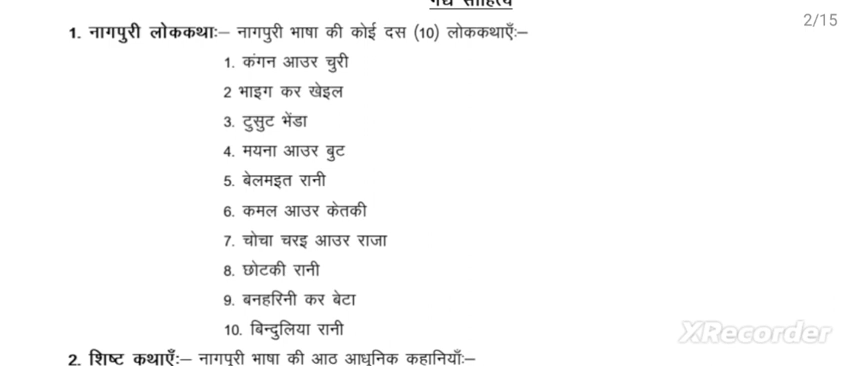 गद्य साहित्य
2/15
1. नागपुरी लोककथाः– नागपुरी भाषा की कोई दस (10) लोककथाएँः–
1. कंगन आउर चुरी
2 भाइग कर खेइल
3. टुसुट भेंडा
4. मयना आउर बुट
5. बेलमइत रानी
6. कमल आउर केतकी
7. चोचा चरइ आउर राजा
8. छोटकी रानी
9. बनहरिनी कर बेटा
10. बिन्दुलिया रानी
XRecorder
2. शिष्ट कथाएँः– नागपुरी भाषा की आठ आधुनिक कहानियाँः–